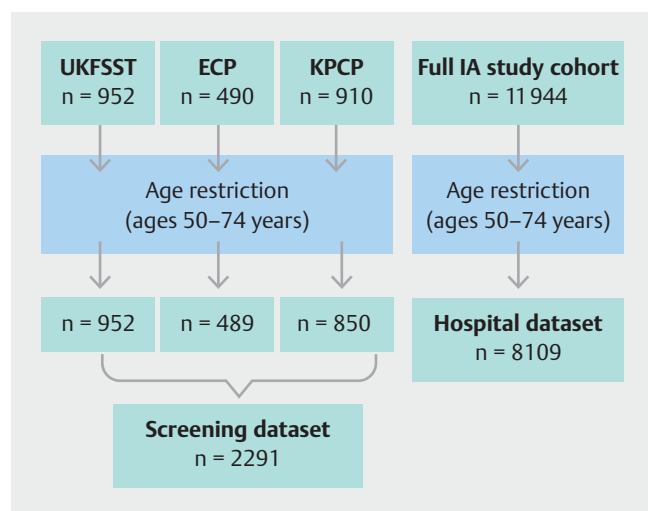 UKFSST
n = 952
ECP
n = 490
KPCP
n = 910
Full IA study cohort
n = 11 944
Age restriction
(ages 50–74 years)
Age restriction
(ages 50–74 years)
n = 952
n = 489
n = 850
Hospital dataset
n = 8109
Screening dataset
n = 2291